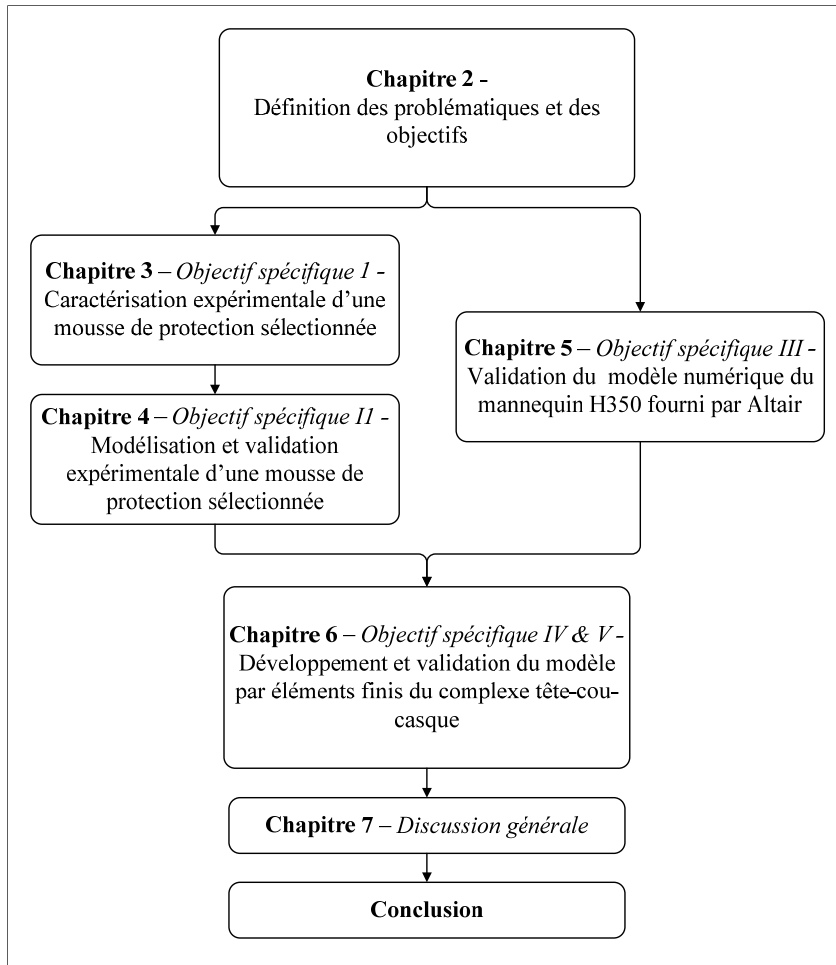 Chapitre 2 -
Définition des problématiques et des
objectifs
Chapitre 3 – Objectif spécifique 1 -
Caractérisation expérimentale d’une
mousse de protection sélectionnée
Chapitre 4 – Objectif spécifique I1 -
Modélisation et validation
expérimentale d’une mousse de
protection sélectionnée
Chapitre 5 – Objectif spécifique III -
Validation du modèle numérique du
mannequin H350 fourni par Altair
Chapitre 6 – Objectif spécifique IV & V -
Développement et validation du modèle
par éléments finis du complexe tête-cou-
casque
Chapitre 7 – Discussion générale
Conclusion